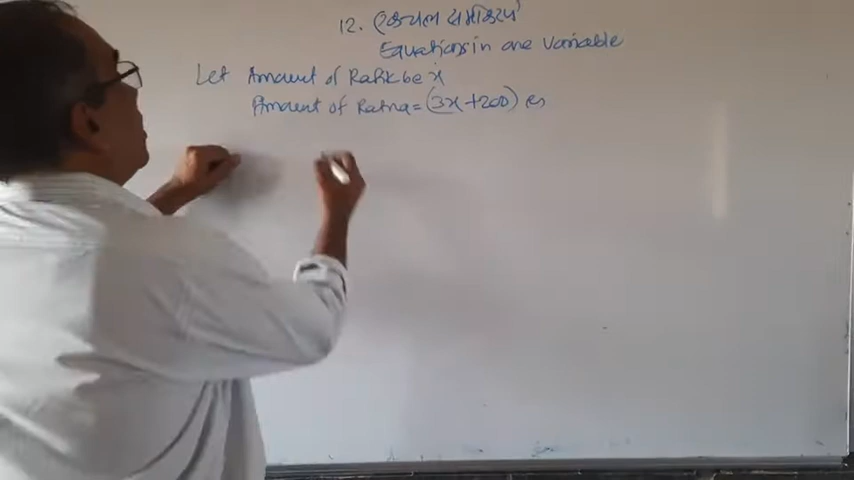 12. એકચલ સમીકરણ
Equations in one variable
Let Amount of Rafik be x
Amount of Ratna = (3x + 200) Rs